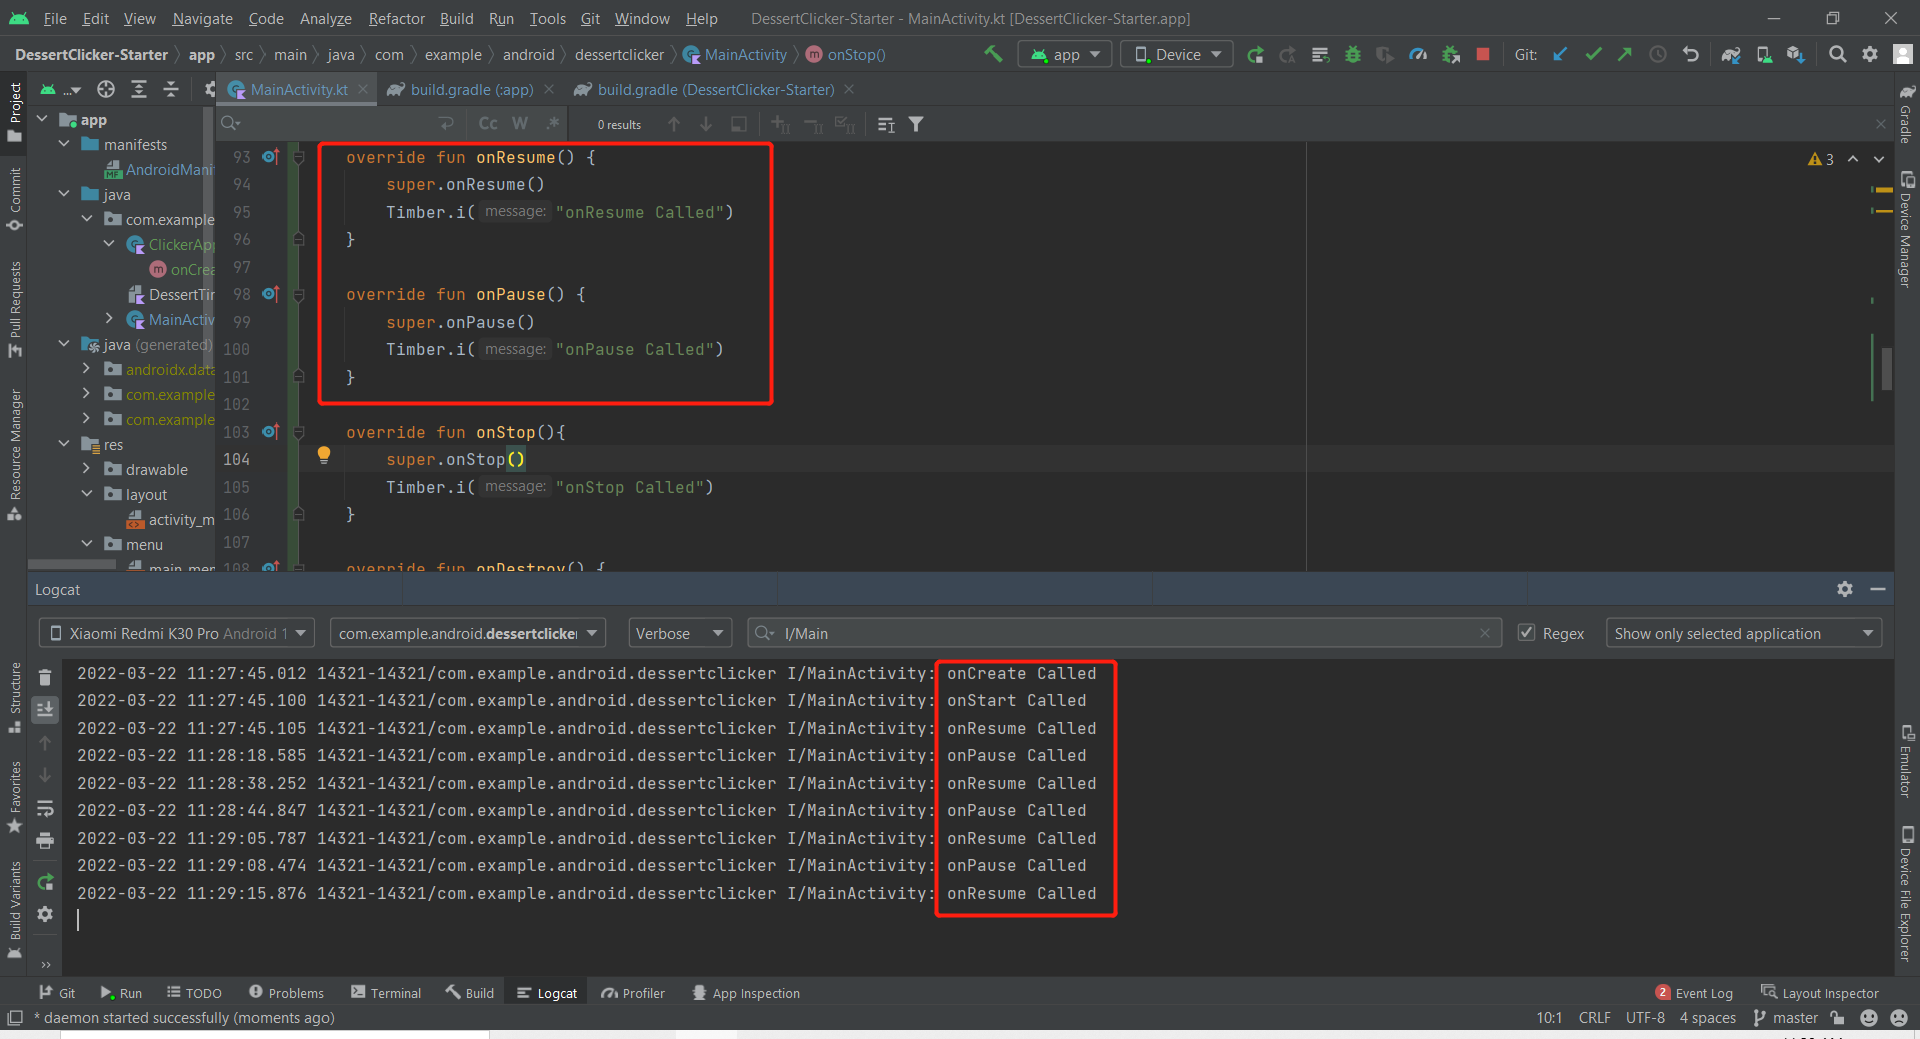 File Edit View Navigate Code Analyze Refactor Build Run Tools Git Window Help DessertClicker-Starter - MainActivity.kt [DessertClicker-Starter.app]
DessertClicker-Starter app src main java com example android dessertclicker MainActivity onStop() app Device Git:
... MainActivity.kt build.gradle (:app) build.gradle (DessertClicker-Starter)
Cc W .* 0 results
Project
Commit
Pull Requests
Resource Manager
Structure
Favorites
Build Variants
app
manifests
AndroidMani
java
com.example
ClickerApp
onCrea
DessertTim
MainActiv
java (generated)
androidx.data
com.example
com.example
res
drawable
layout
activity_m
menu
main_men
93 override fun onResume() {
94 super.onResume()
95 Timber.i( message: "onResume Called")
96 }
97
98 override fun onPause() {
99 super.onPause()
100 Timber.i( message: "onPause Called")
101 }
102
103 override fun onStop(){
104 super.onStop()
105 Timber.i( message: "onStop Called")
106 }
107
108 override fun onDestroy() {
3
Gradle
Device Manager
Emulator
Device File Explorer
Logcat
Xiaomi Redmi K30 Pro Android 1 com.example.android.dessertclicker Verbose I/Main Regex Show only selected application
2022-03-22 11:27:45.012 14321-14321/com.example.android.dessertclicker I/MainActivity: onCreate Called
2022-03-22 11:27:45.100 14321-14321/com.example.android.dessertclicker I/MainActivity: onStart Called
2022-03-22 11:27:45.105 14321-14321/com.example.android.dessertclicker I/MainActivity: onResume Called
2022-03-22 11:28:18.585 14321-14321/com.example.android.dessertclicker I/MainActivity: onPause Called
2022-03-22 11:28:38.252 14321-14321/com.example.android.dessertclicker I/MainActivity: onResume Called
2022-03-22 11:28:44.847 14321-14321/com.example.android.dessertclicker I/MainActivity: onPause Called
2022-03-22 11:29:05.787 14321-14321/com.example.android.dessertclicker I/MainActivity: onResume Called
2022-03-22 11:29:08.474 14321-14321/com.example.android.dessertclicker I/MainActivity: onPause Called
2022-03-22 11:29:15.876 14321-14321/com.example.android.dessertclicker I/MainActivity: onResume Called
Git Run TODO Problems Terminal Build Logcat Profiler App Inspection 2 Event Log Layout Inspector
* daemon started successfully (moments ago) 10:1 CRLF UTF-8 4 spaces master